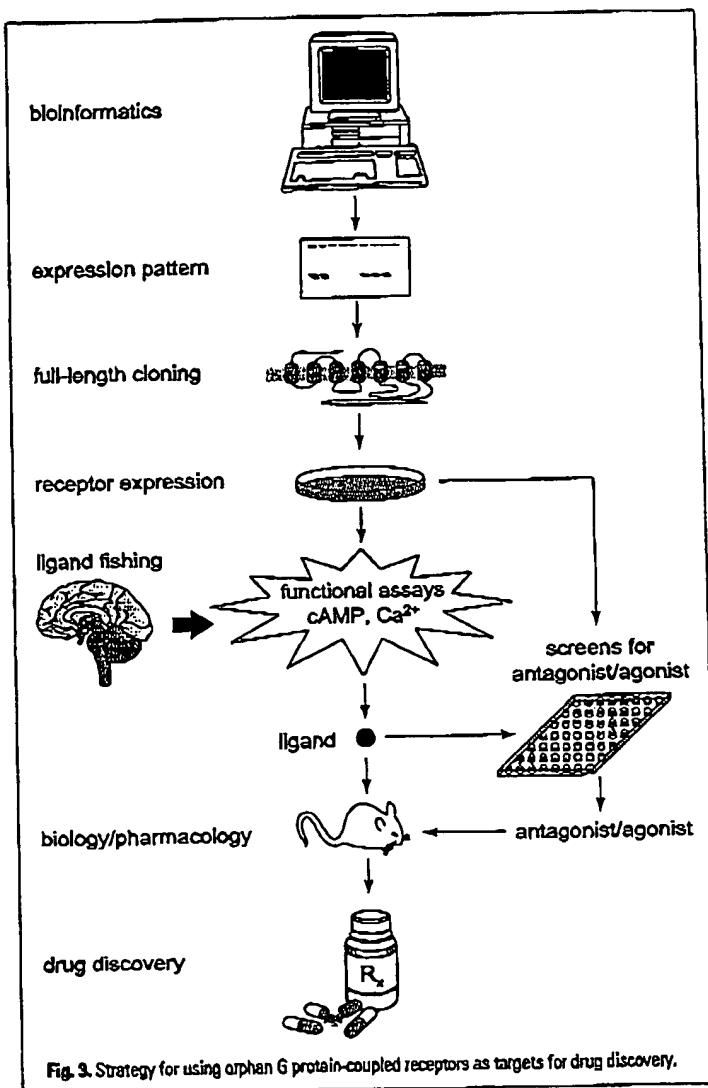 bioinformatics
expression pattern
full-length cloning
receptor expression
ligand fishing
functional assays
cAMP, Ca²⁺
screens for
antagonist/agonist
ligand
biology/pharmacology
antagonist/agonist
drug discovery
Rx
Fig. 3. Strategy for using orphan G protein-coupled receptors as targets for drug discovery.